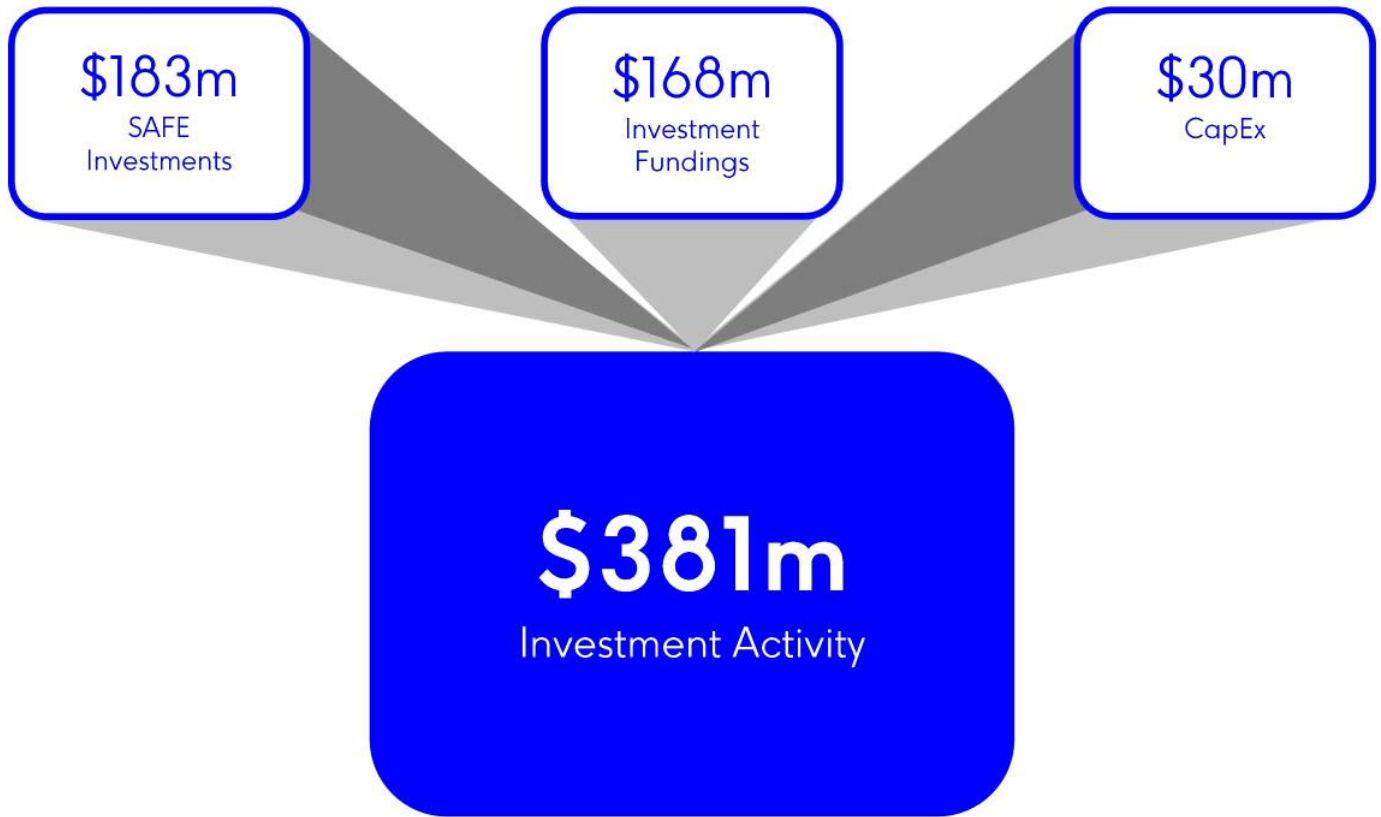 $183m
SAFE
Investments
$168m
Investment
Fundings
$30m
CapEx
$381m
Investment Activity